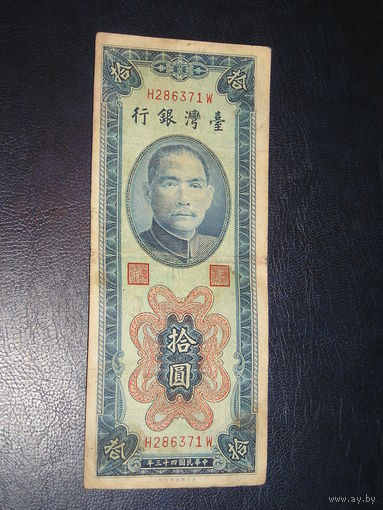 拾 拾
H286371W
臺灣銀行
拾
圓
H286371W
拾 拾
中華民國四十三年
www.ay.by